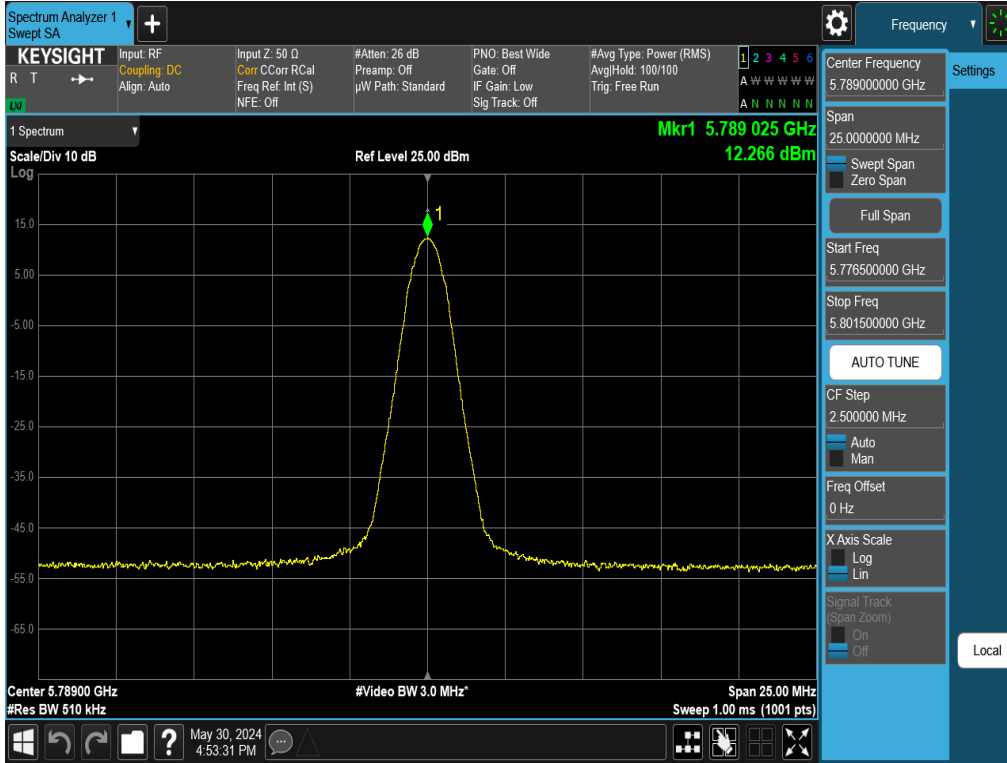 Spectrum Analyzer 1
Swept SA
+
Frequency
KEYSIGHT
R T
LXI
Input: RF
Coupling: DC
Align: Auto
Input Z: 50 Ω
Corr CCorr RCal
Freq Ref: Int (S)
NFE: Off
#Atten: 26 dB
Preamp: Off
µW Path: Standard
PNO: Best Wide
Gate: Off
IF Gain: Low
Sig Track: Off
#Avg Type: Power (RMS)
Avg|Hold: 100/100
Trig: Free Run
1 2 3 4 5 6
A W W W W W
A N N N N N
1 Spectrum
Mkr1 5.789 025 GHz
12.266 dBm
Scale/Div 10 dB
Ref Level 25.00 dBm
Log
1
15.0
5.00
-5.00
-15.0
-25.0
-35.0
-45.0
-55.0
-65.0
Center 5.78900 GHz
#Video BW 3.0 MHz*
Span 25.00 MHz
#Res BW 510 kHz
Sweep 1.00 ms (1001 pts)
Center Frequency
5.789000000 GHz
Span
25.0000000 MHz
Swept Span
Zero Span
Full Span
Start Freq
5.776500000 GHz
Stop Freq
5.801500000 GHz
AUTO TUNE
CF Step
2.500000 MHz
Auto
Man
Freq Offset
0 Hz
X Axis Scale
Log
Lin
Signal Track
(Span Zoom)
On
Off
Settings
Local
?
May 30, 2024
4:53:31 PM